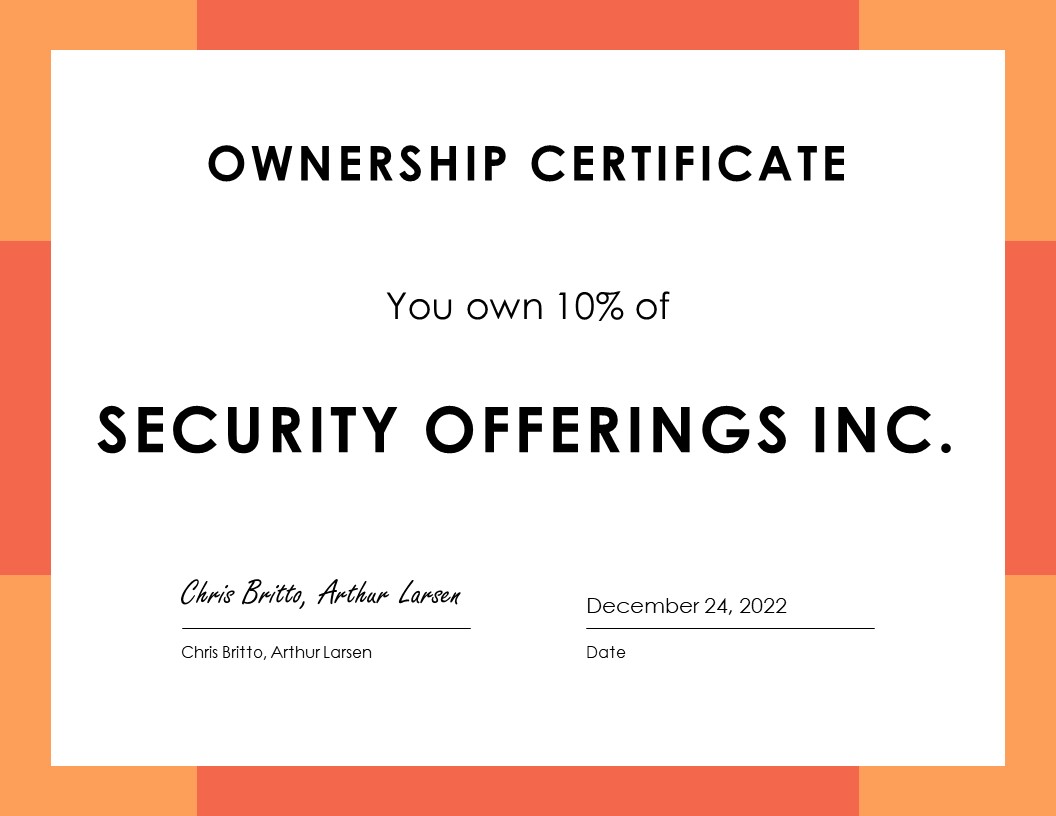 OWNERSHIP CERTIFICATE
You own 10% of
SECURITY OFFERINGS INC.
Chris Britto, Arthur Larsen
December 24, 2022
Chris Britto, Arthur Larsen
Date